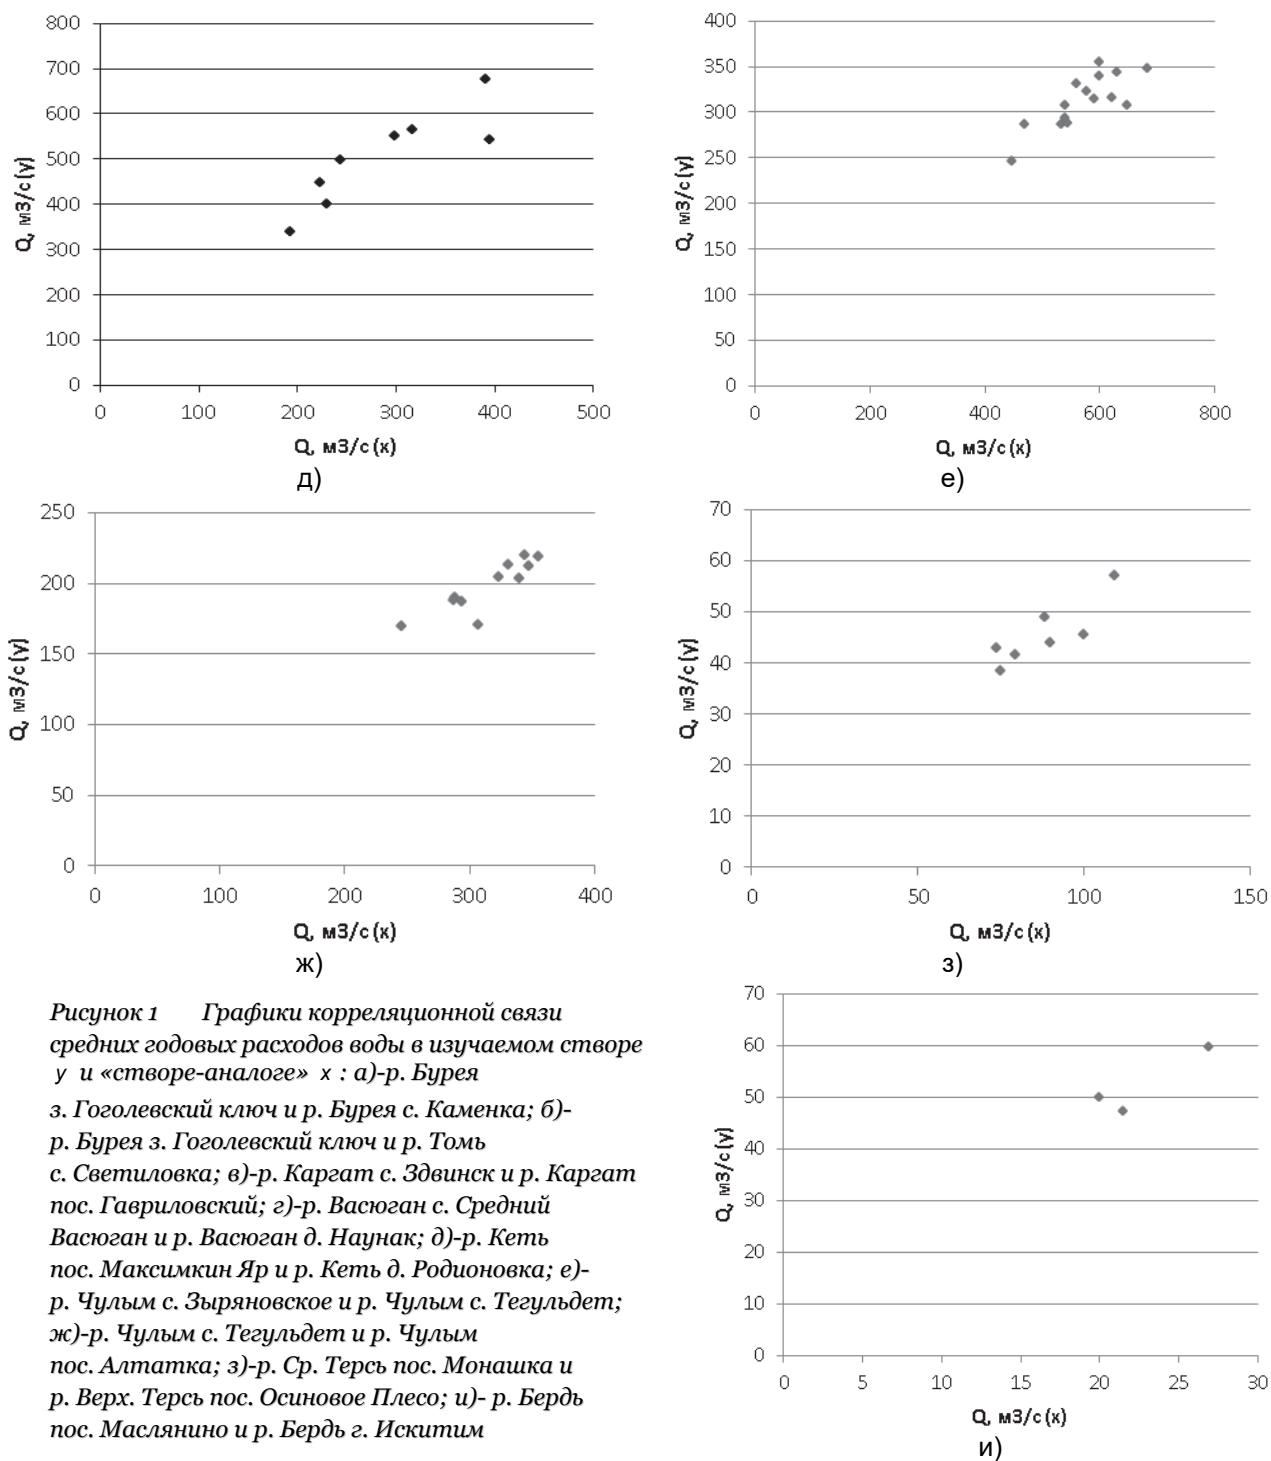 800
700
600
500
400
300
200
100
0
0 100 200 300 400 500
Q, м3/с (у)
Q, м3/с (х)
д)
400
350
300
250
200
150
100
50
0
0 200 400 600 800
Q, м3/с (у)
Q, м3/с (х)
е)
250
200
150
100
50
0
0 100 200 300 400
Q, м3/с (у)
Q, м3/с (х)
ж)
70
60
50
40
30
20
10
0
0 50 100 150
Q, м3/с (у)
Q, м3/с (х)
з)
Рисунок 1 Графики корреляционной связи
средних годовых расходов воды в изучаемом створе
y и «створе-аналоге» x : а)-р. Бурея
з. Гоголевский ключ и р. Бурея с. Каменка; б)-
р. Бурея з. Гоголевский ключ и р. Томь
с. Светиловка; в)-р. Каргат с. Здвинск и р. Каргат
пос. Гавриловский; г)-р. Васюган с. Средний
Васюган и р. Васюган д. Наунак; д)-р. Кеть
пос. Максимкин Яр и р. Кеть д. Родионовка; е)-
р. Чулым с. Зыряновское и р. Чулым с. Тегульдет;
ж)-р. Чулым с. Тегульдет и р. Чулым
пос. Алтатка; з)-р. Ср. Терсь пос. Монашка и
р. Верх. Терсь пос. Осиновое Плесо; и)- р. Бердь
пос. Маслянино и р. Бердь г. Искитим
70
60
50
40
30
20
10
0
0 5 10 15 20 25 30
Q, м3/с (у)
Q, м3/с (х)
и)